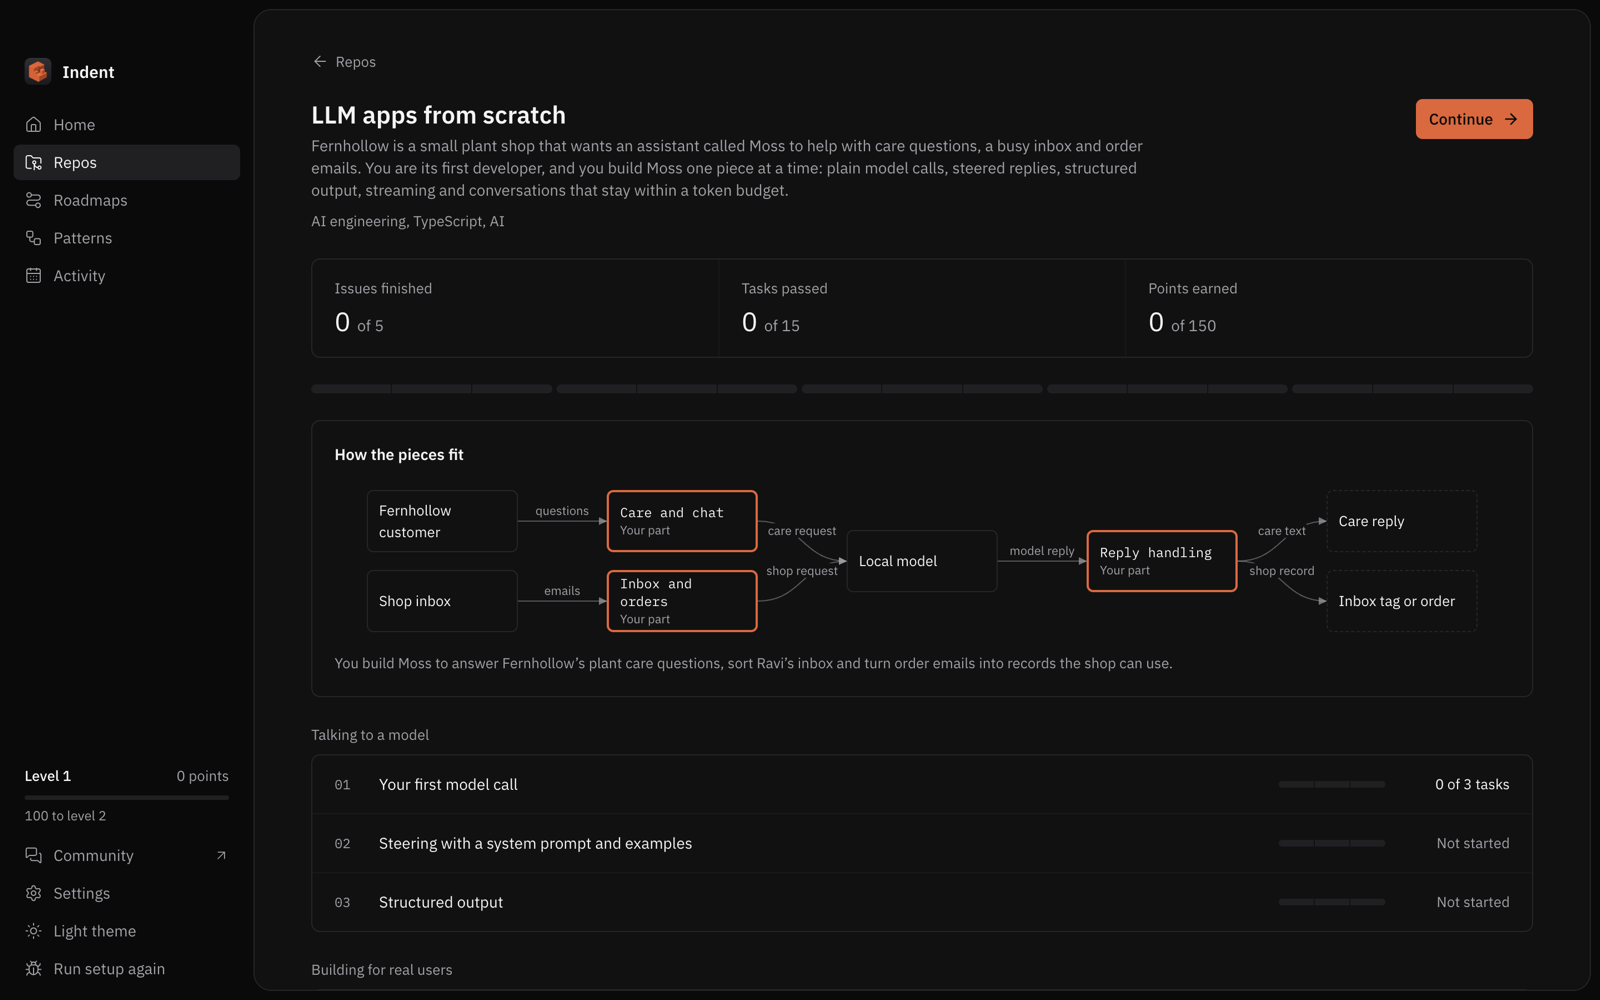 Indent
Home
Repos
Roadmaps
Patterns
Activity
Level 1
0 points
100 to level 2
Community
Settings
Light theme
Run setup again
Repos
LLM apps from scratch
Continue
Fernhollow is a small plant shop that wants an assistant called Moss to help with care questions, a busy inbox and order
emails. You are its first developer, and you build Moss one piece at a time: plain model calls, steered replies, structured
output, streaming and conversations that stay within a token budget.
AI engineering, TypeScript, AI
Issues finished
0 of 5
Tasks passed
0 of 15
Points earned
0 of 150
How the pieces fit
Fernhollow
customer
questions
Care and chat
Your part
care request
Shop inbox
emails
Inbox and
orders
Your part
shop request
Local model
model reply
Reply handling
Your part
care text
Care reply
shop record
Inbox tag or order
You build Moss to answer Fernhollow’s plant care questions, sort Ravi’s inbox and turn order emails into records the shop can use.
Talking to a model
01 Your first model call 0 of 3 tasks
02 Steering with a system prompt and examples Not started
03 Structured output Not started
Building for real users